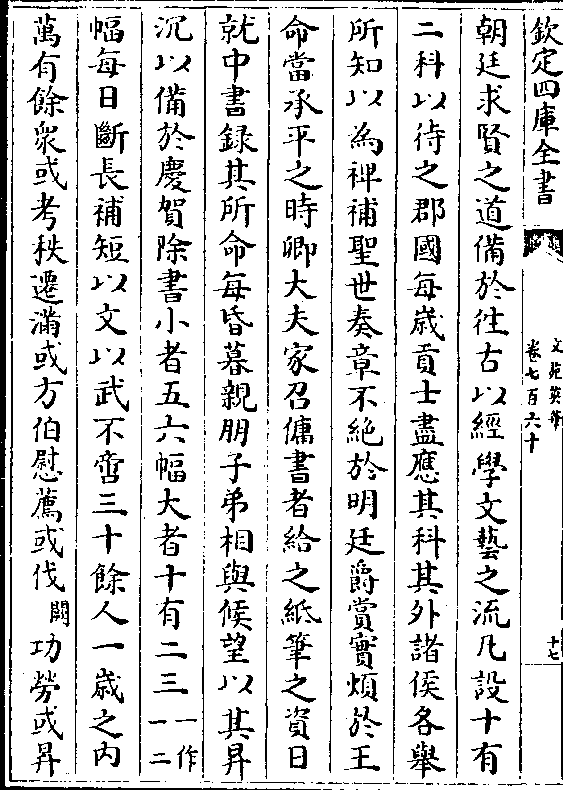 欽定四庫全書
文苑英華
卷七百六十
十七
朝廷求賢之道備於往古以經學文藝之流凡設十有
二科以待之郡國每歳貢士盡應其科其外諸侯各舉
所知以為裨補聖世奏章不絶於明廷爵賞實煩於王
命當承平之時卿大夫家召傭書者給之紙筆之資日
就中書録其所命每昏暮親朋子弟相與候望以其昇
沉以備於慶賀除書小者五六幅大者十有二三一作一二
幅每日斷長補短以文以武不啻三十餘人一歳之內
萬有餘衆或考秩遷滿或方伯慰薦或伐闕功勞或昇